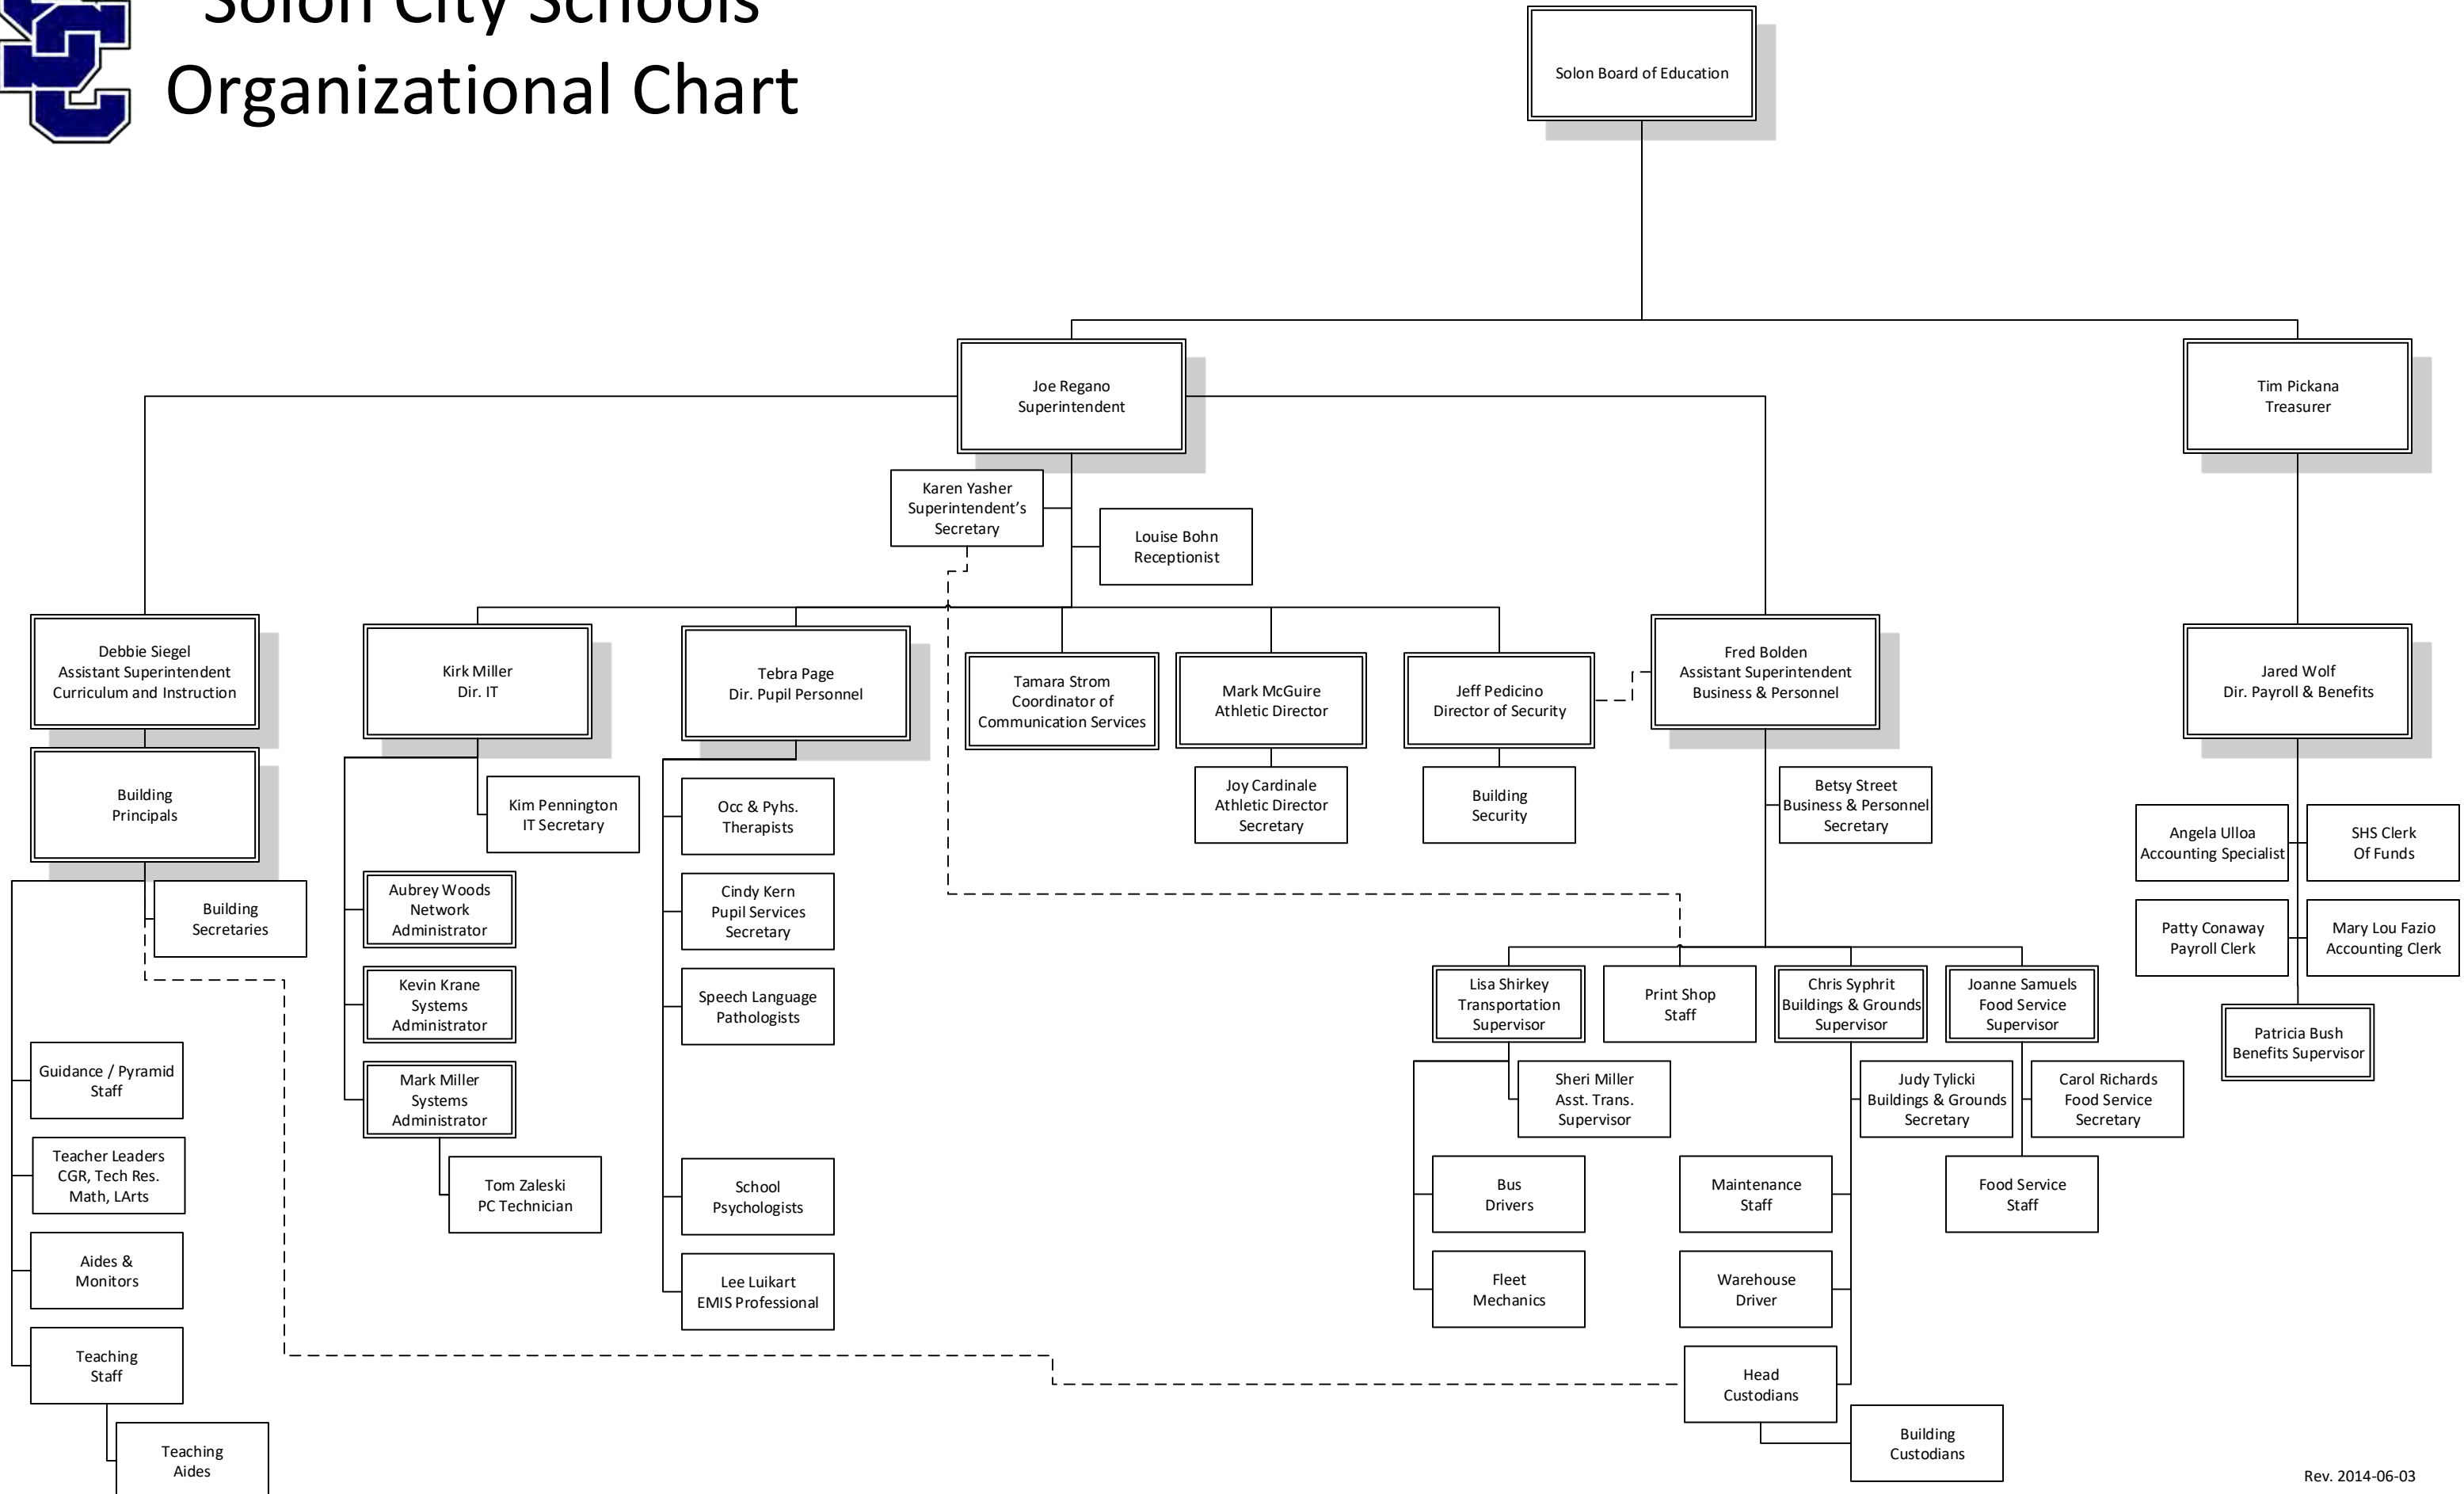 Solon City Schools
Organizational Chart
Solon Board of Education
Joe Regano
Superintendent
Tim Pickana
Treasurer
Karen Yasher
Superintendent’s
Secretary
Louise Bohn
Receptionist
Debbie Siegel
Assistant Superintendent
Curriculum and Instruction
Kirk Miller
Dir. IT
Tebra Page
Dir. Pupil Personnel
Tamara Strom
Coordinator of
Communication Services
Mark McGuire
Athletic Director
Jeff Pedicino
Director of Security
Fred Bolden
Assistant Superintendent
Business & Personnel
Jared Wolf
Dir. Payroll & Benefits
Building
Principals
Kim Pennington
IT Secretary
Occ & Pyhs.
Therapists
Joy Cardinale
Athletic Director
Secretary
Building
Security
Betsy Street
Business & Personnel
Secretary
Angela Ulloa
Accounting Specialist
SHS Clerk
Of Funds
Building
Secretaries
Aubrey Woods
Network
Administrator
Cindy Kern
Pupil Services
Secretary
Patty Conaway
Payroll Clerk
Mary Lou Fazio
Accounting Clerk
Kevin Krane
Systems
Administrator
Speech Language
Pathologists
Lisa Shirkey
Transportation
Supervisor
Print Shop
Staff
Chris Syphrit
Buildings & Grounds
Supervisor
Joanne Samuels
Food Service
Supervisor
Patricia Bush
Benefits Supervisor
Guidance / Pyramid
Staff
Mark Miller
Systems
Administrator
Sheri Miller
Asst. Trans.
Supervisor
Judy Tylicki
Buildings & Grounds
Secretary
Carol Richards
Food Service
Secretary
Teacher Leaders
CGR, Tech Res.
Math, LArts
Tom Zaleski
PC Technician
School
Psychologists
Bus
Drivers
Maintenance
Staff
Food Service
Staff
Aides &
Monitors
Lee Luikart
EMIS Professional
Fleet
Mechanics
Warehouse
Driver
Teaching
Staff
Head
Custodians
Teaching
Aides
Building
Custodians
Rev. 2014-06-03